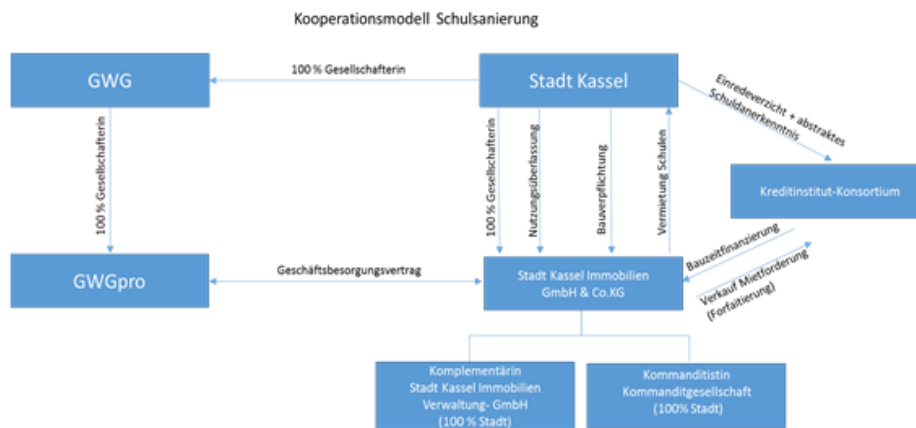 Kooperationsmodell Schulsanierung
GWG
100 % Gesellschafterin
Stadt Kassel
Einredeverzicht + abstraktes
Schuldanerkenntnis
100 % Gesellschafterin
100 % Gesellschafterin
Nutzungsüberlassung
Bauverpflichtung
Vermietung Schulen
Kreditinstitut-Konsortium
GWGpro
Geschäftsbesorgungsvertrag
Stadt Kassel Immobilien
GmbH & Co.KG
Bauzeitfinanzierung
Verkauf Mietforderung
(Forfaitierung)
Komplementärin
Stadt Kassel Immobilien
Verwaltung- GmbH
(100 % Stadt)
Kommanditistin
Kommanditgesellschaft
(100% Stadt)